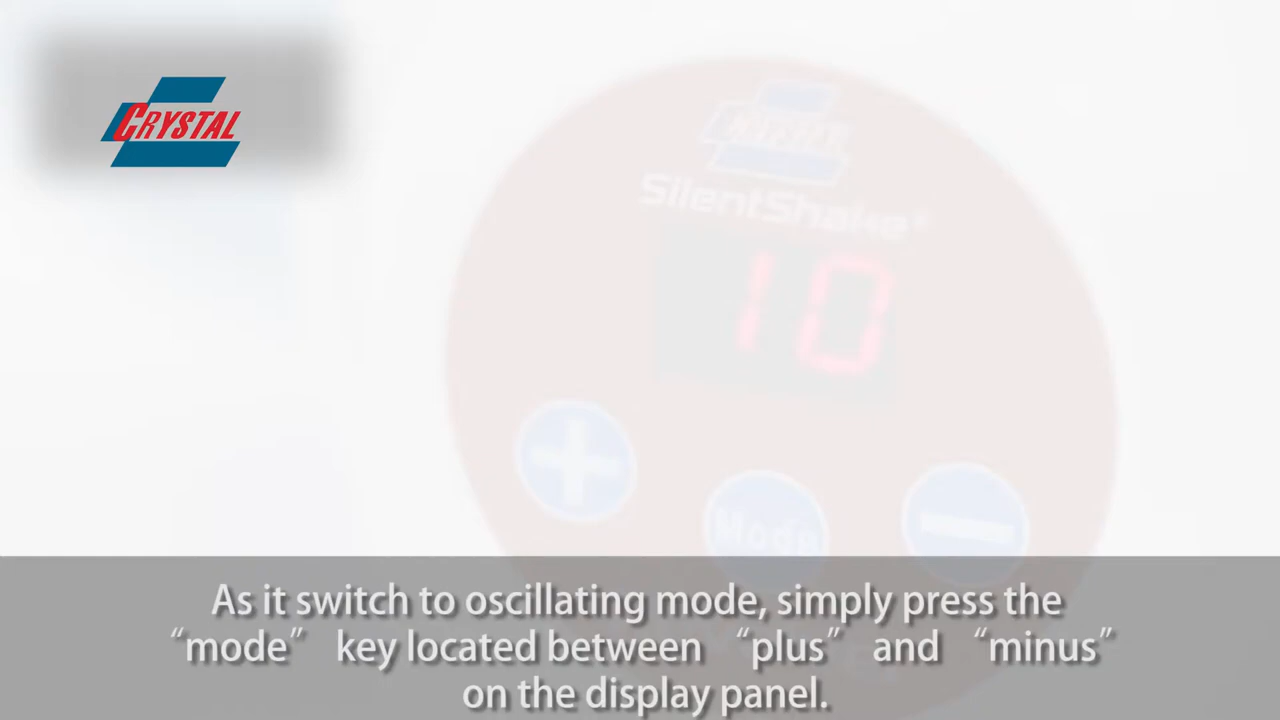 CRYSTAL
SilentShake
10
Mode
As it switch to oscillating mode, simply press the
“mode” key located between “plus” and “minus”
on the display panel.